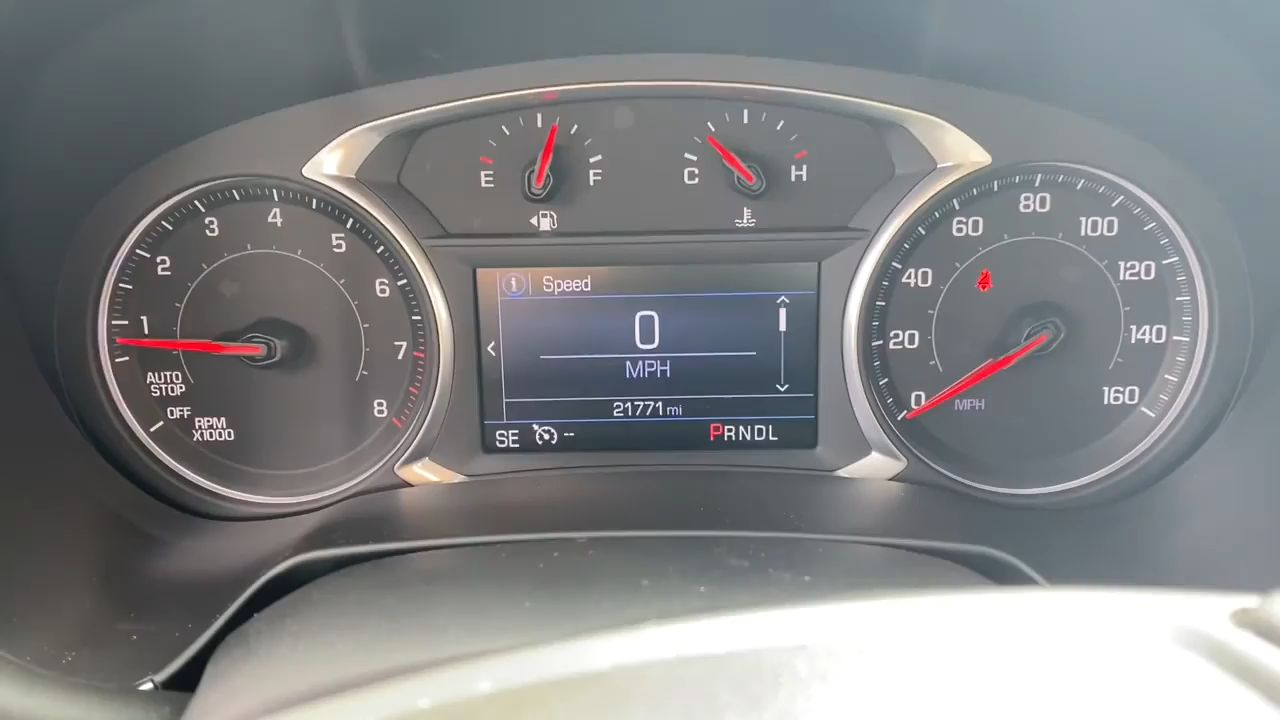 E F
C H
1 2 3 4 5 6 7 8
AUTO
STOP
OFF
RPM
X1000
i Speed
0
MPH
21771 mi
SE --
PRNDL
0 20 40 60 80 100 120 140 160
MPH